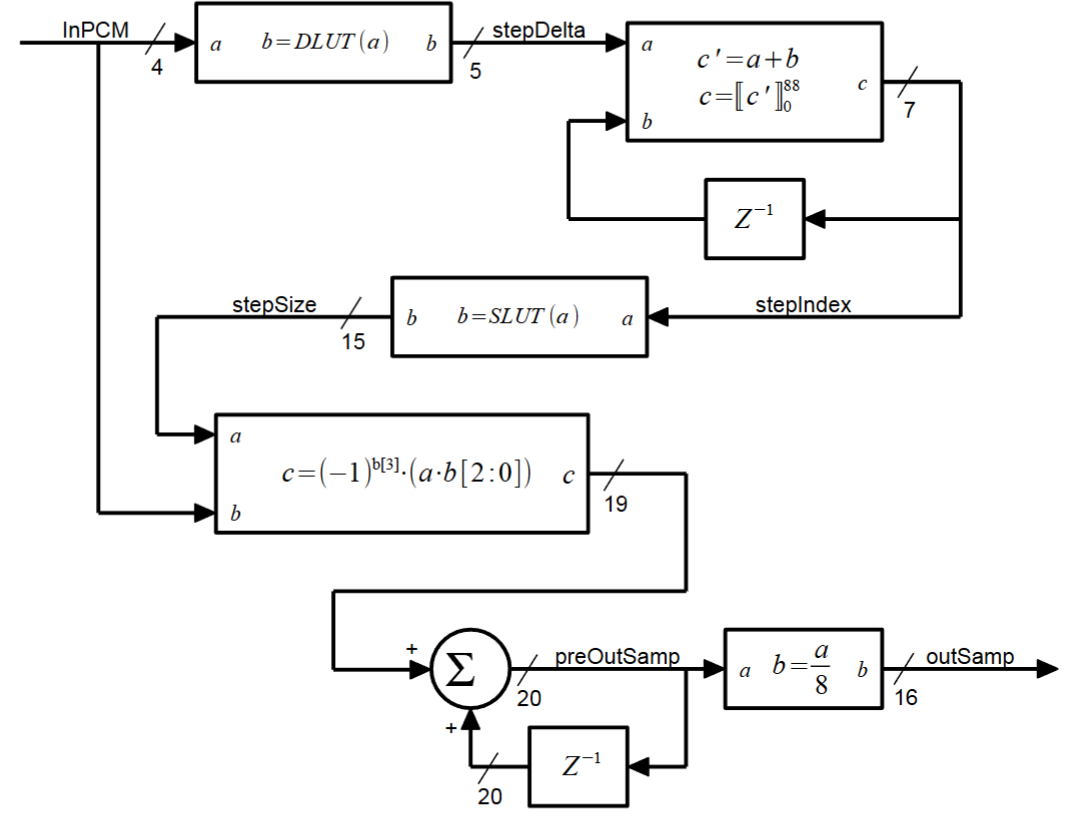 InPCM
4
a b=DLUT(a) b
stepDelta
5
a
c'=a+b
c=⟦c'⟧₀⁸⁸
c
b
7
Z⁻¹
stepSize
15
b b=SLUT(a) a
stepIndex
a
c=(−1)^b[3]·(a·b[2:0])
c
b
19
+
Σ
+
20
preOutSamp
a b=a/8 b
outSamp
16
Z⁻¹
20